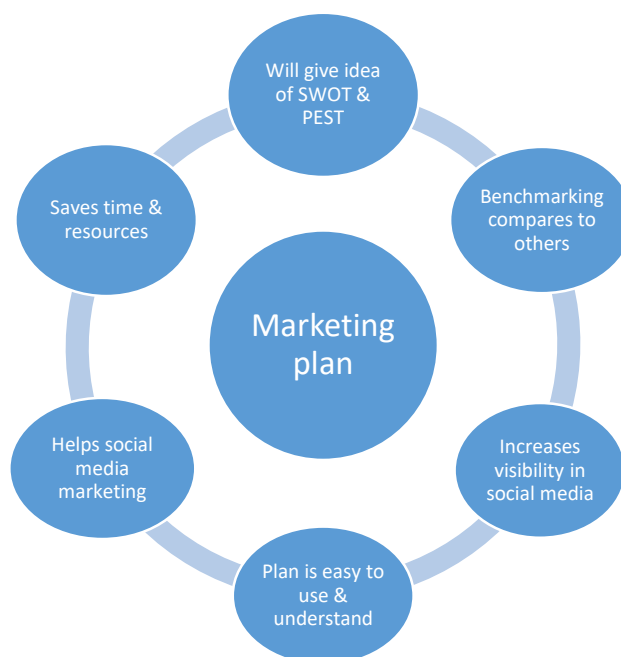 Will give idea
of SWOT &
PEST
Benchmarking
compares to
others
Increases
visibility in
social media
Plan is easy to
use &
understand
Helps social
media
marketing
Saves time &
resources
Marketing
plan